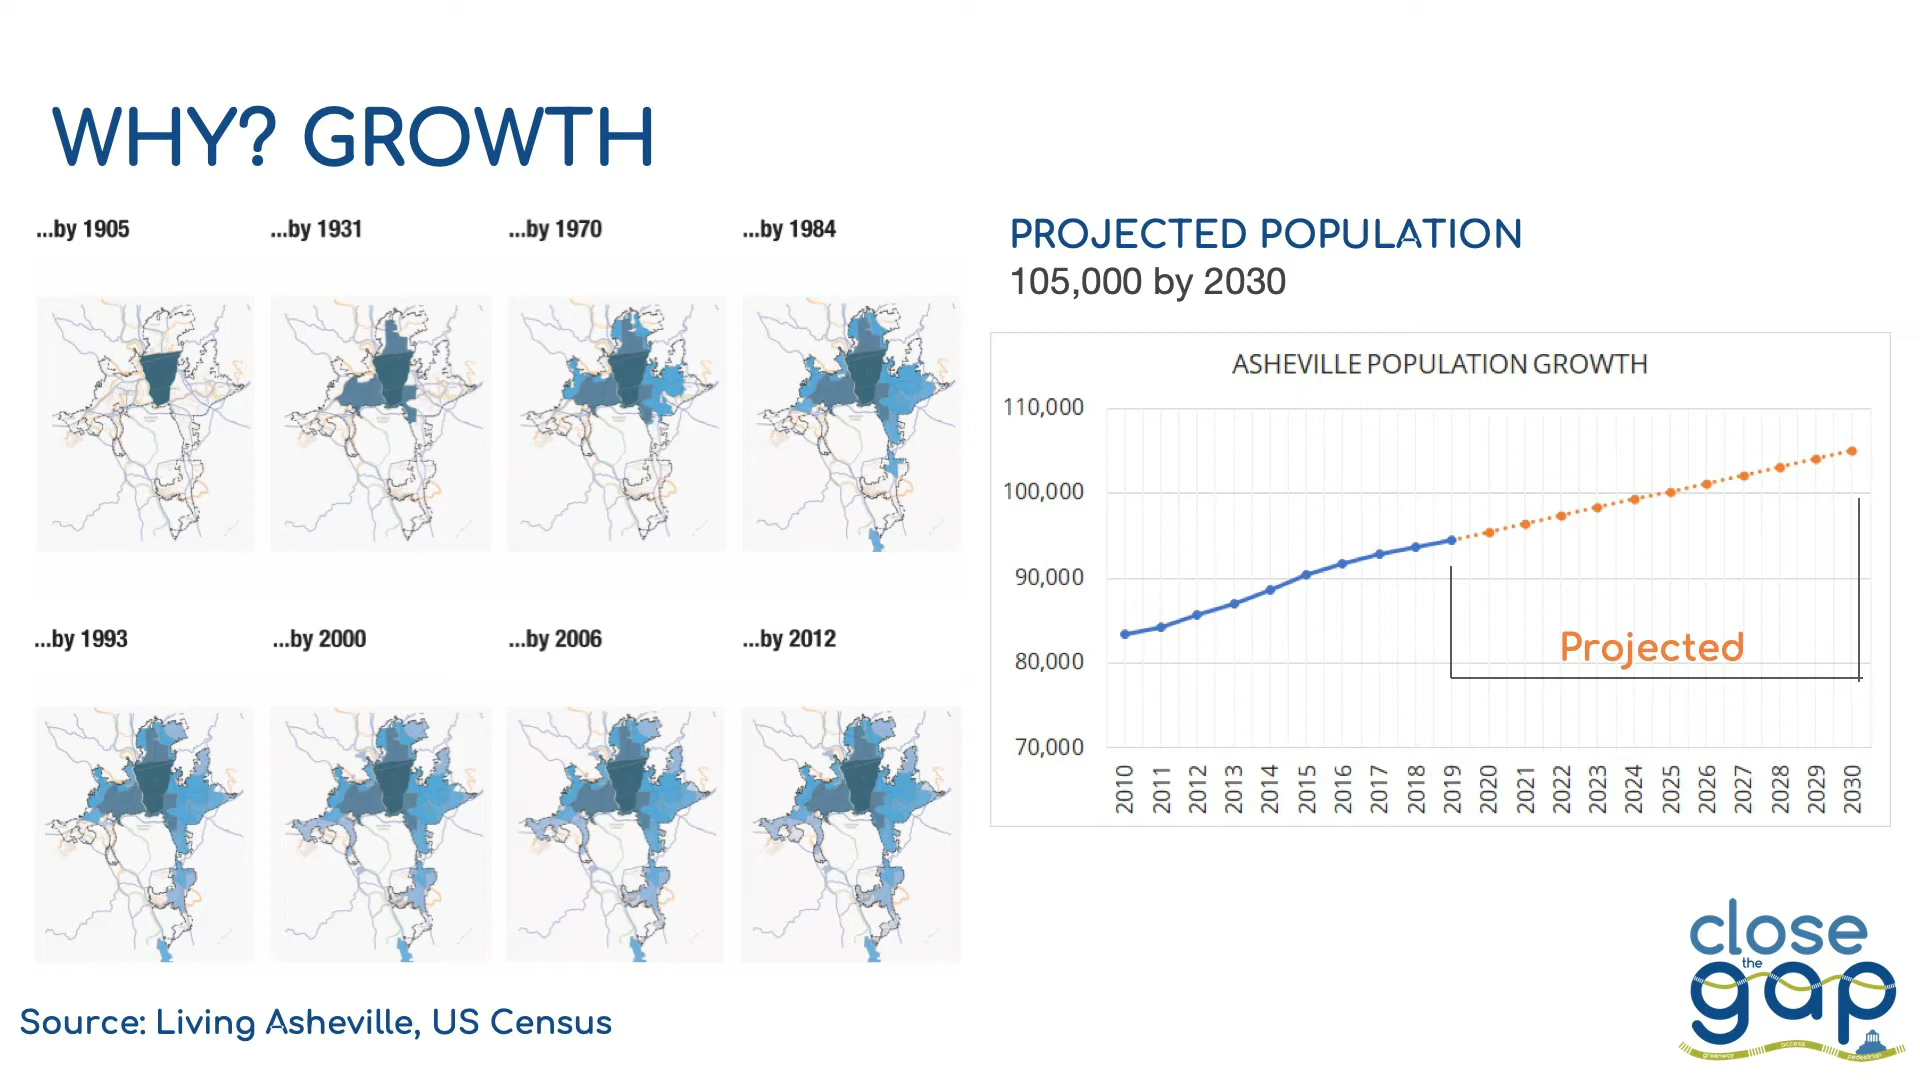 WHY? GROWTH
...by 1905
...by 1931
...by 1970
...by 1984
...by 1993
...by 2000
...by 2006
...by 2012
Source: Living Asheville, US Census
PROJECTED POPULATION
105,000 by 2030
ASHEVILLE POPULATION GROWTH
110,000
100,000
90,000
80,000
70,000
Projected
2010
2011
2012
2013
2014
2015
2016
2017
2018
2019
2020
2021
2022
2023
2024
2025
2026
2027
2028
2029
2030
close
the
gap
greenway access pedestrian